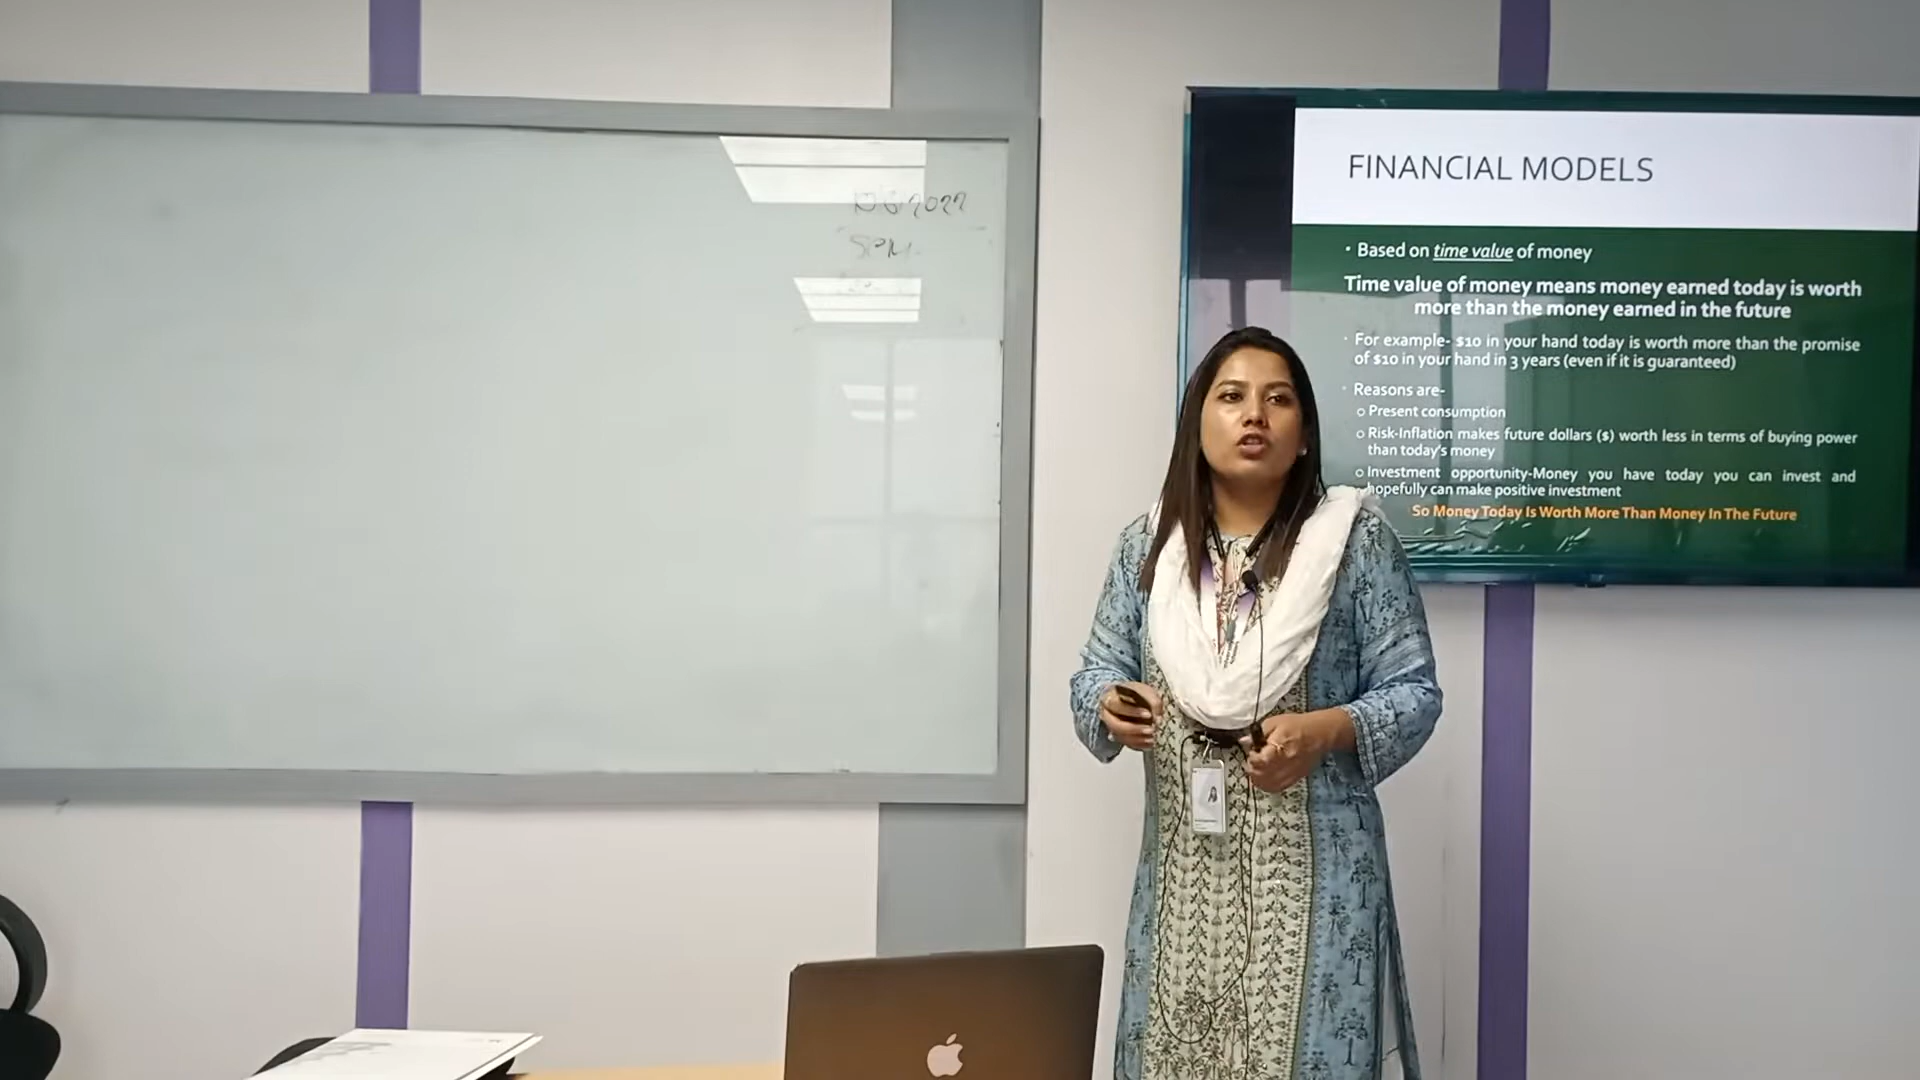 2022
5PM
FINANCIAL MODELS
• Based on time value of money
Time value of money means money earned today is worth
more than the money earned in the future
• For example- $10 in your hand today is worth more than the promise
of $10 in your hand in 3 years (even if it is guaranteed)
• Reasons are-
o Present consumption
o Risk-Inflation makes future dollars ($) worth less in terms of buying power
than today's money
o Investment opportunity-Money you have today you can invest and
hopefully can make positive investment
So Money Today Is Worth More Than Money In The Future